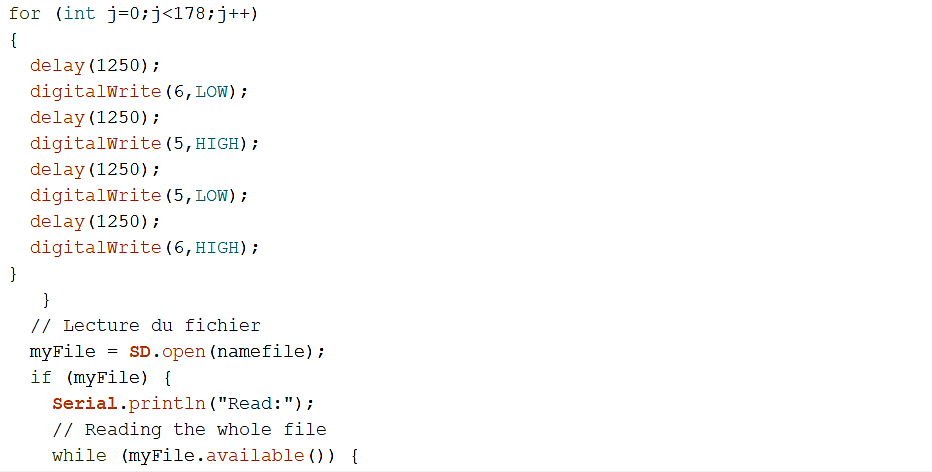 for (int j=0;j<178;j++)
{
  delay(1250);
  digitalWrite(6,LOW);
  delay(1250);
  digitalWrite(5,HIGH);
  delay(1250);
  digitalWrite(5,LOW);
  delay(1250);
  digitalWrite(6,HIGH);
}
   }
  // Lecture du fichier
  myFile = SD.open(namefile);
  if (myFile) {
    Serial.println("Read:");
    // Reading the whole file
    while (myFile.available()) {